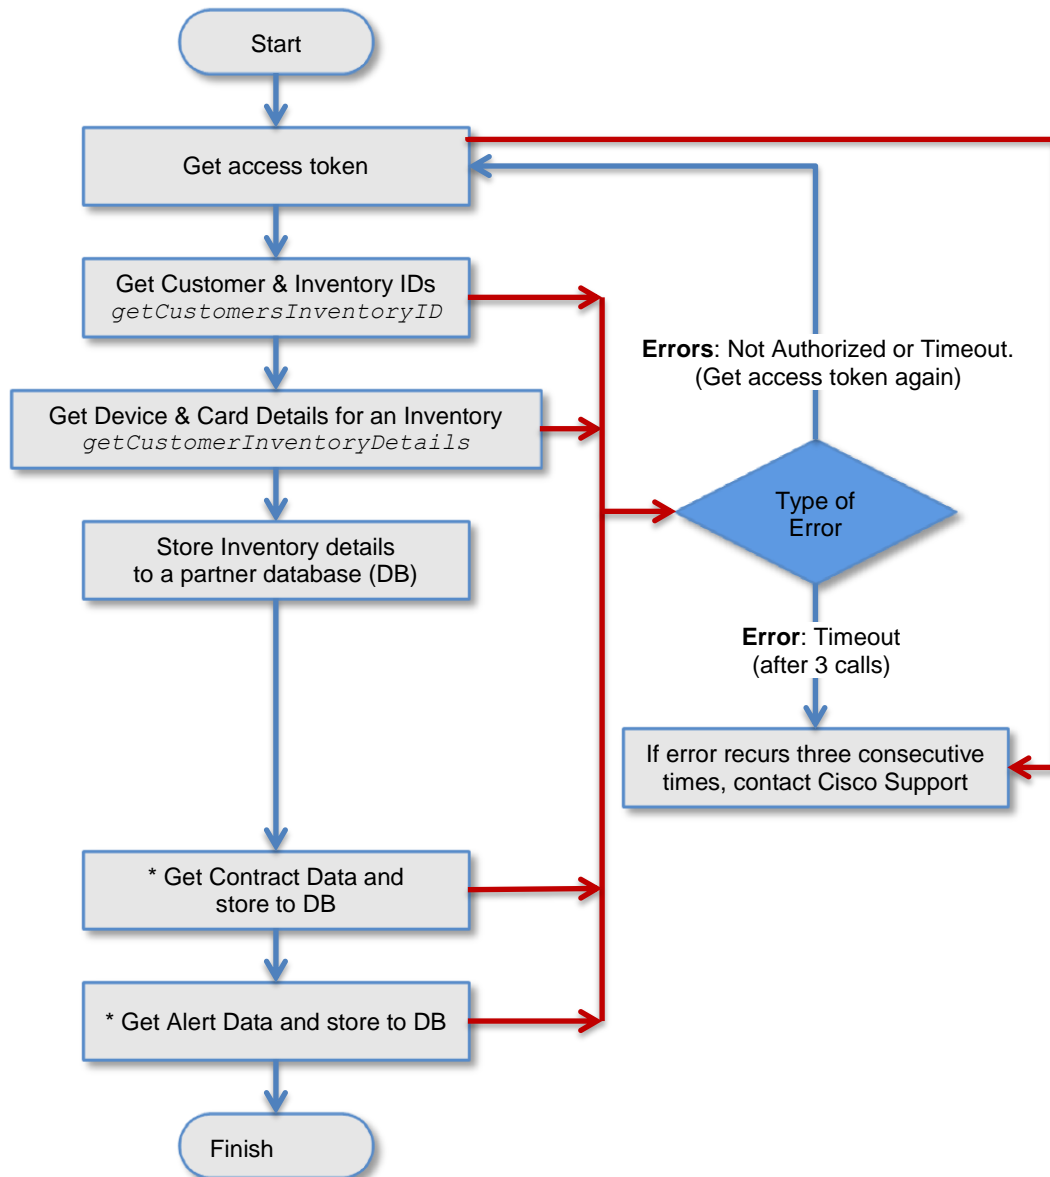 Start
Get access token
Get Customer & Inventory IDs
getCustomersInventoryID
Errors: Not Authorized or Timeout.
(Get access token again)
Get Device & Card Details for an Inventory
getCustomerInventoryDetails
Type of
Error
Store Inventory details
to a partner database (DB)
Error: Timeout
(after 3 calls)
If error recurs three consecutive
times, contact Cisco Support
* Get Contract Data and
store to DB
* Get Alert Data and store to DB
Finish